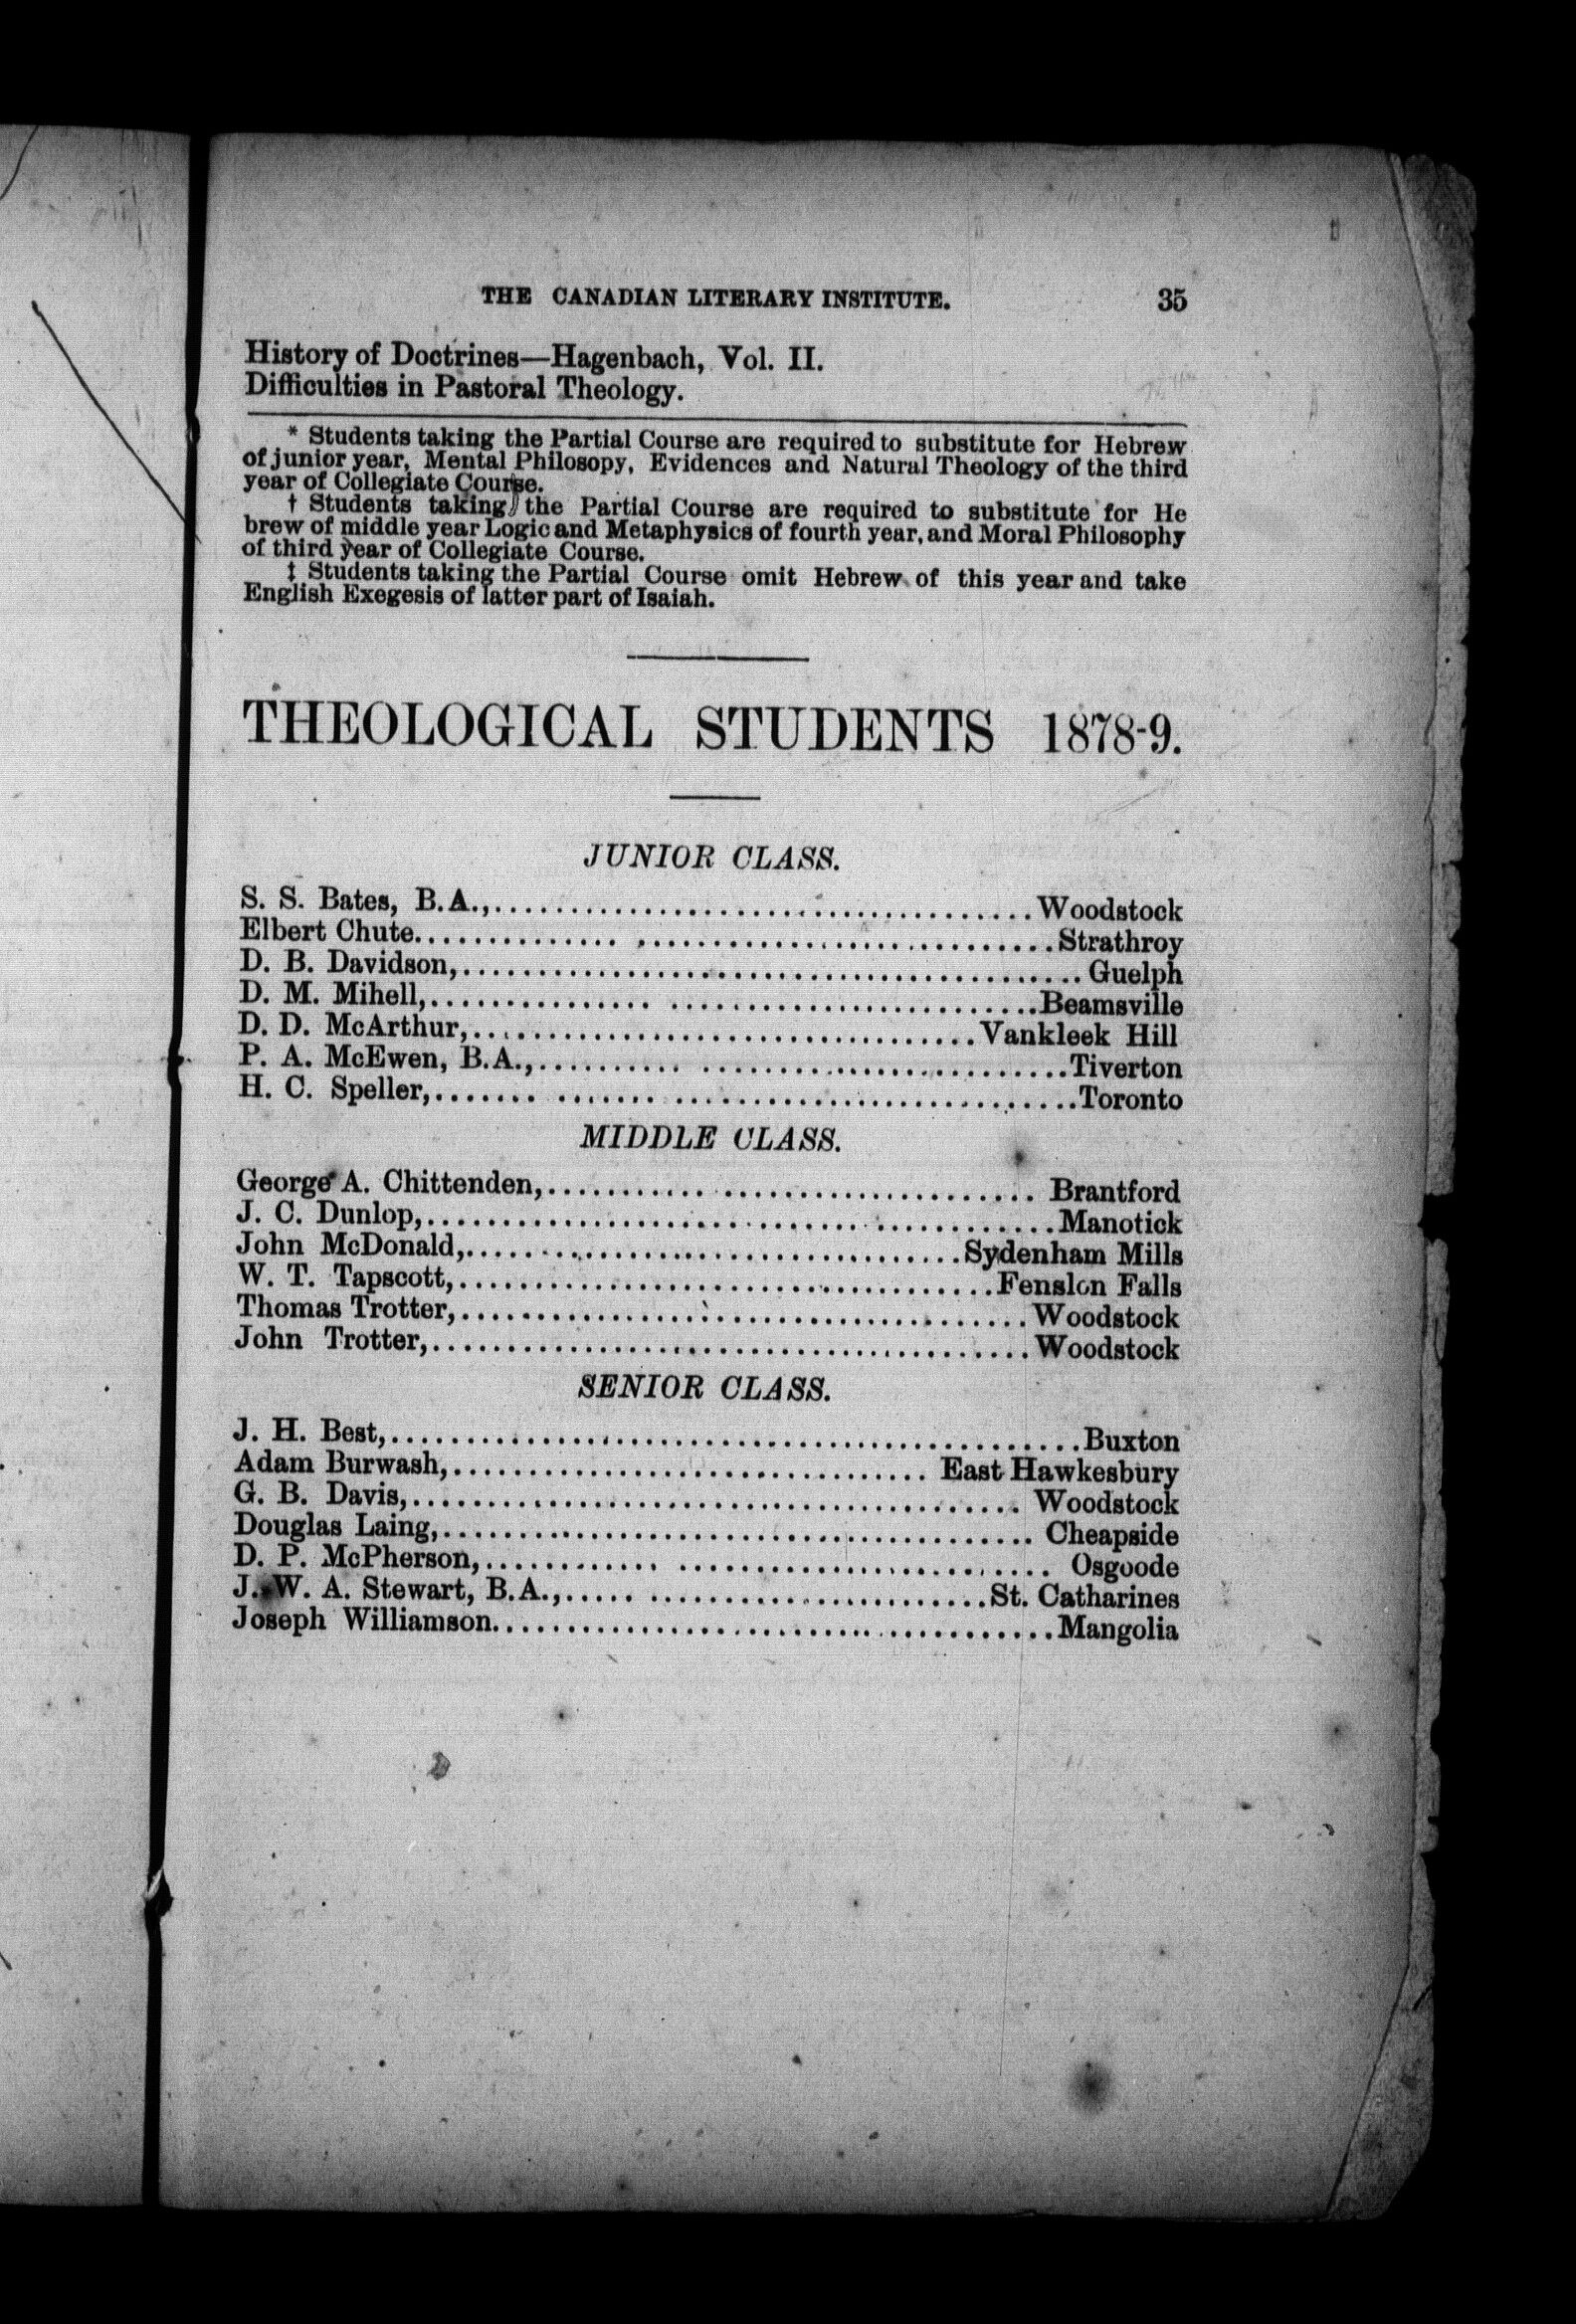 THE CANADIAN LITERARY INSTITUTE. 35
History of Doctrines—Hagenbach, Vol. II.
Difficulties in Pastoral Theology.
* Students taking the Partial Course are required to substitute for Hebrew
of junior year, Mental Philosopy, Evidences and Natural Theology of the third
year of Collegiate Course.
† Students taking the Partial Course are required to substitute for He
brew of middle year Logic and Metaphysics of fourth year, and Moral Philosophy
of third year of Collegiate Course.
‡ Students taking the Partial Course omit Hebrew of this year and take
English Exegesis of latter part of Isaiah.
THEOLOGICAL STUDENTS 1878-9.
JUNIOR CLASS.
S. S. Bates, B.A.,........................................Woodstock
Elbert Chute........................................Strathroy
D. B. Davidson,........................................Guelph
D. M. Mihell,........................................Beamsville
D. D. McArthur,........................................Vankleek Hill
P. A. McEwen, B.A.,........................................Tiverton
H. C. Speller,........................................Toronto
MIDDLE CLASS.
George A. Chittenden,........................................Brantford
J. C. Dunlop,........................................Manotick
John McDonald,........................................Sydenham Mills
W. T. Tapscott,........................................Fenslon Falls
Thomas Trotter,........................................Woodstock
John Trotter,........................................Woodstock
SENIOR CLASS.
J. H. Best,........................................Buxton
Adam Burwash,........................................East Hawkesbury
G. B. Davis,........................................Woodstock
Douglas Laing,........................................Cheapside
D. P. McPherson,........................................Osgoode
J. W. A. Stewart, B.A.,........................................St. Catharines
Joseph Williamson........................................Mangolia